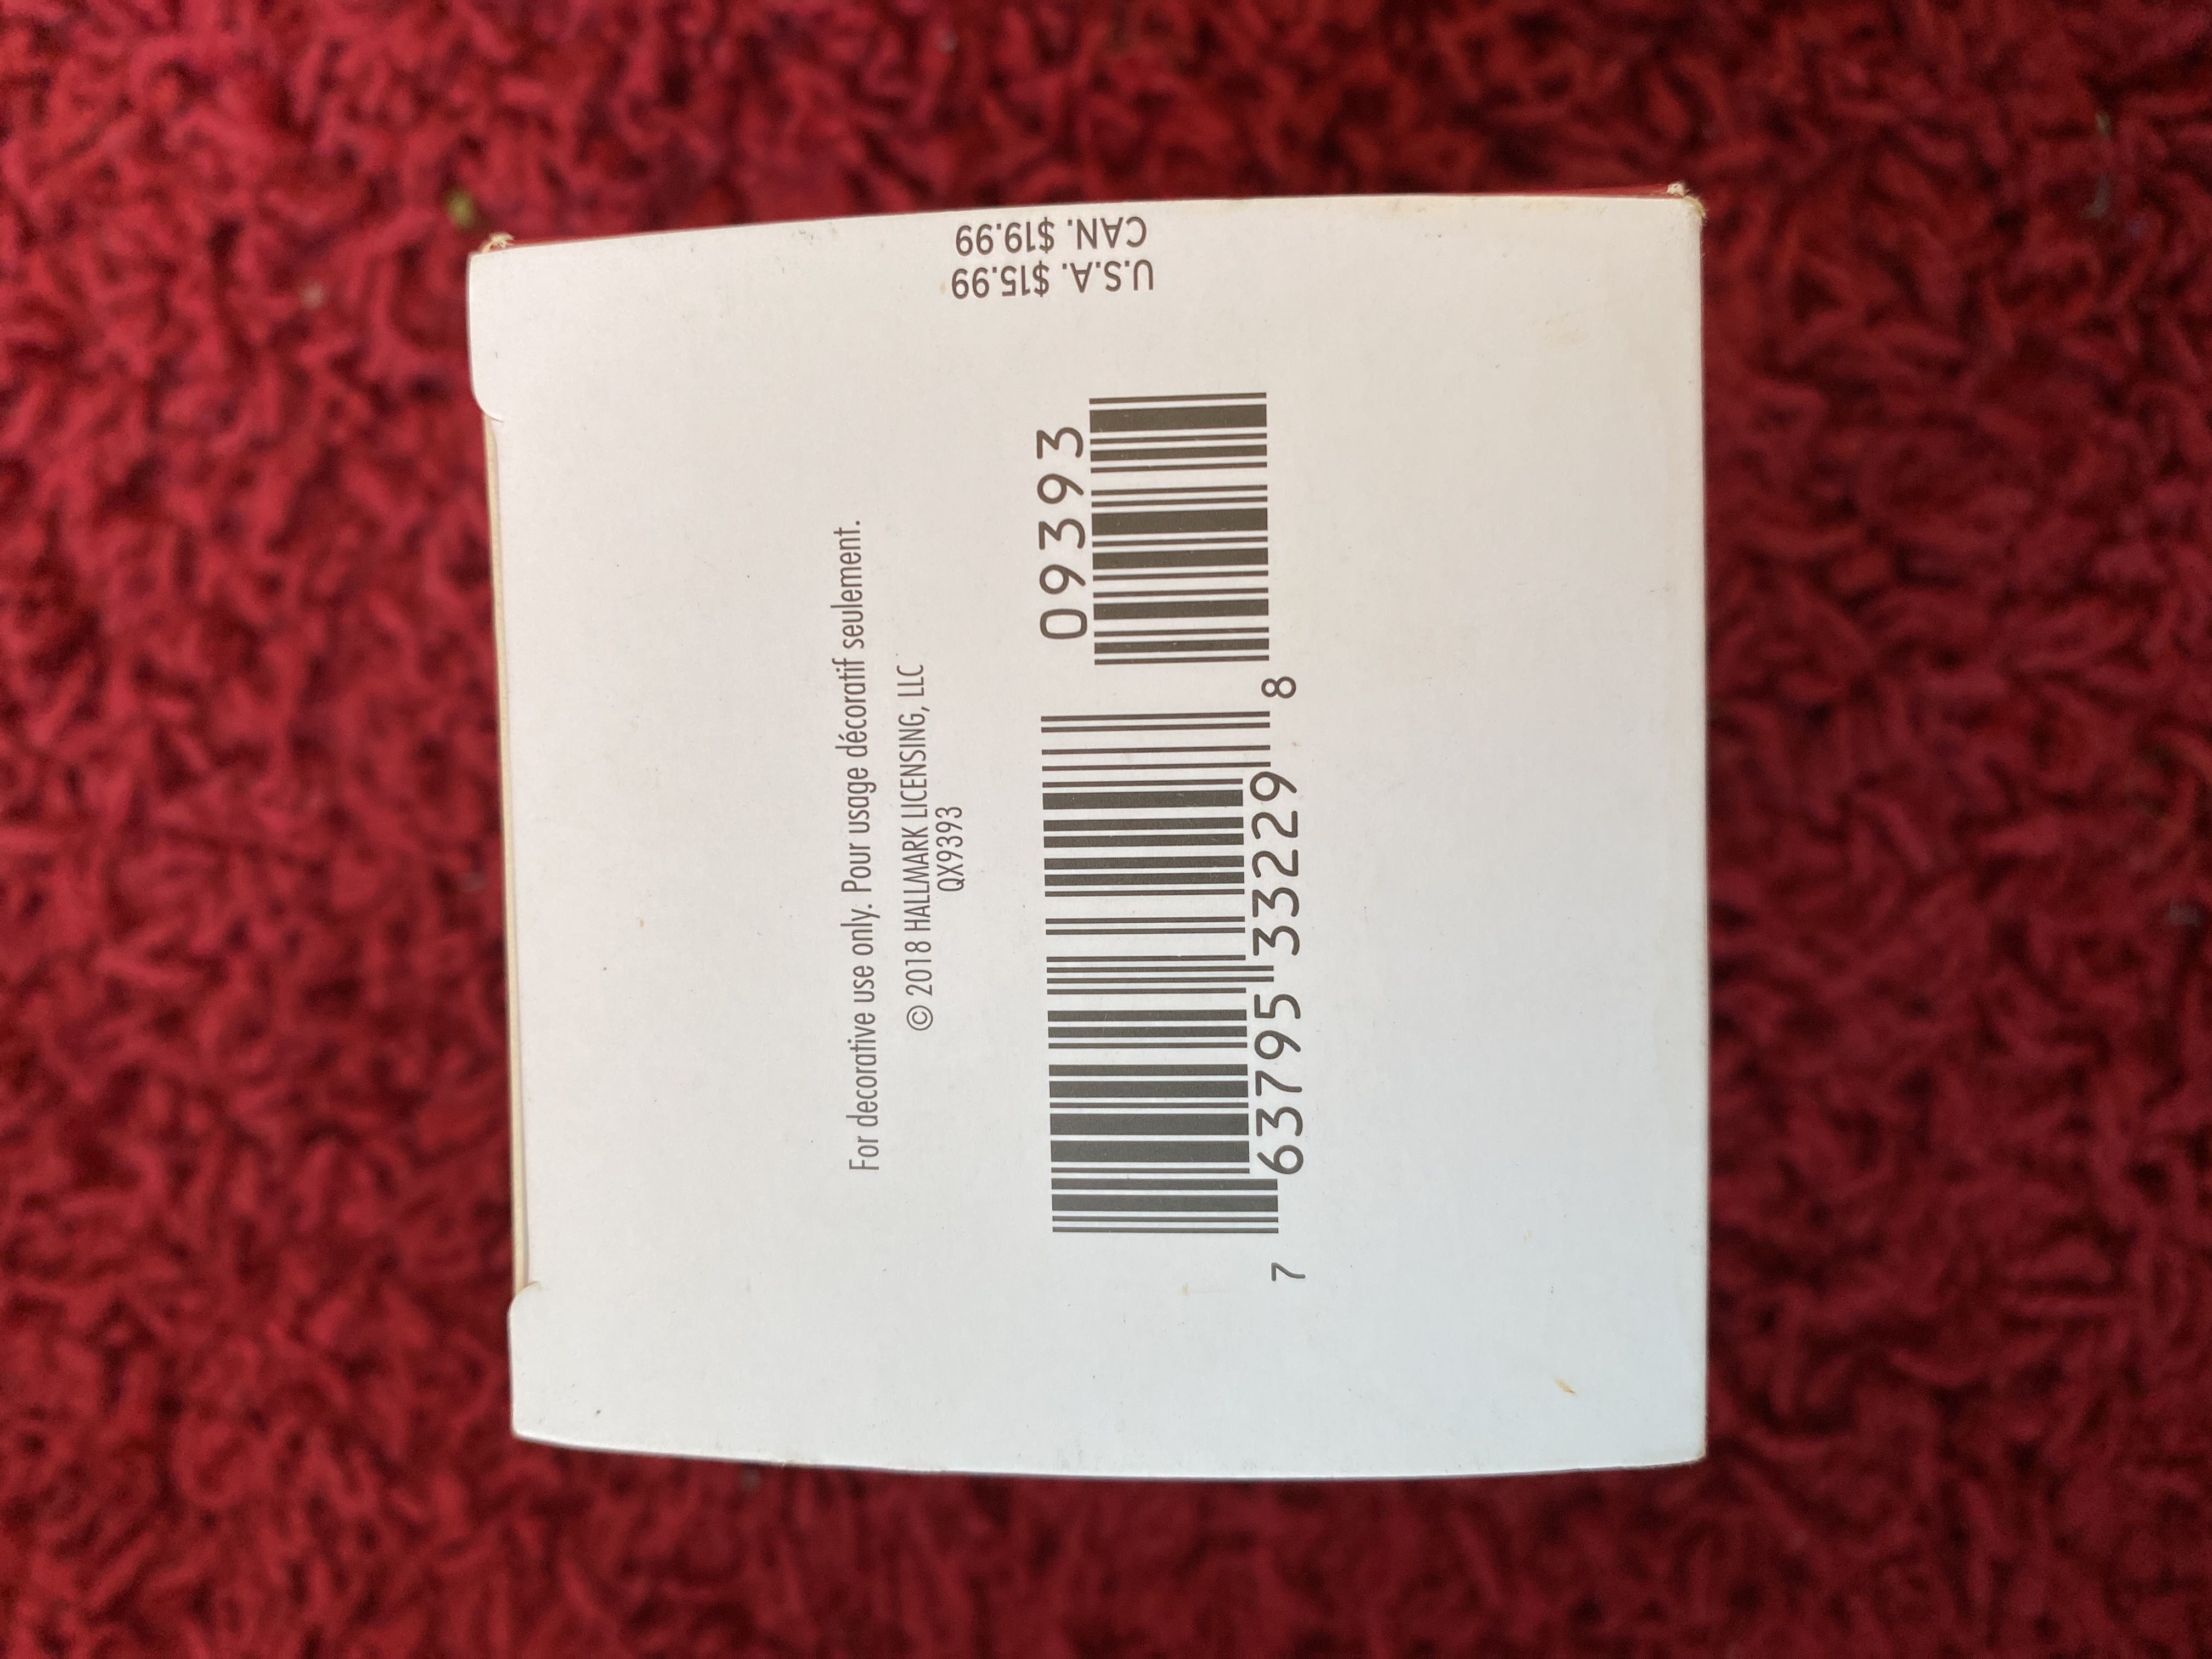 For decorative use only. Pour usage décoratif seulement.
© 2018 HALLMARK LICENSING, LLC
QX9393
09393
7 63795 33229 8
U.S.A. $15.99
CAN. $19.99